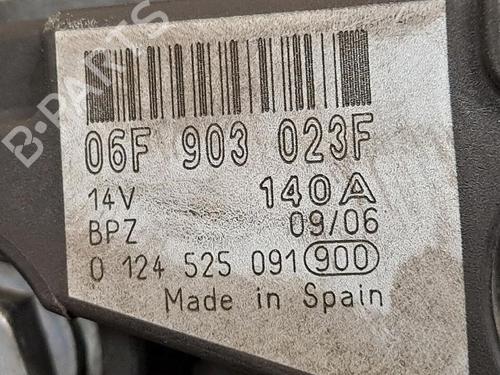 B-PARTS
06F 903 023F
14V 140A
BPZ 09/06
0 124 525 091 900
Made in Spain